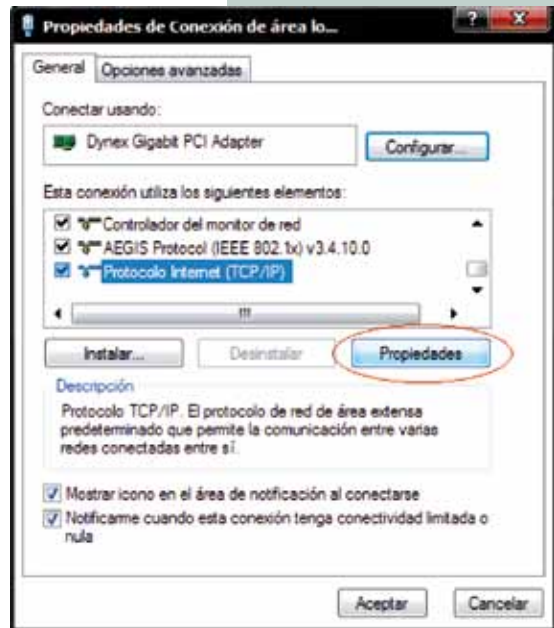 Propiedades de Conexión de área lo...
General Opciones avanzadas
Conectar usando:
Dynex Gigabit PCI Adapter Configurar...
Esta conexión utiliza los siguientes elementos:
Controlador del monitor de red
AEGIS Protocol (IEEE 802.1x) v3.4.10.0
Protocolo Internet (TCP/IP)
Instalar... Desinstalar Propiedades
Descripción
Protocolo TCP/IP. El protocolo de red de área extensa
predeterminado que permite la comunicación entre varias
redes conectadas entre sí.
Mostrar icono en el área de notificación al conectarse
Notificarme cuando esta conexión tenga conectividad limitada o
nula
Aceptar Cancelar